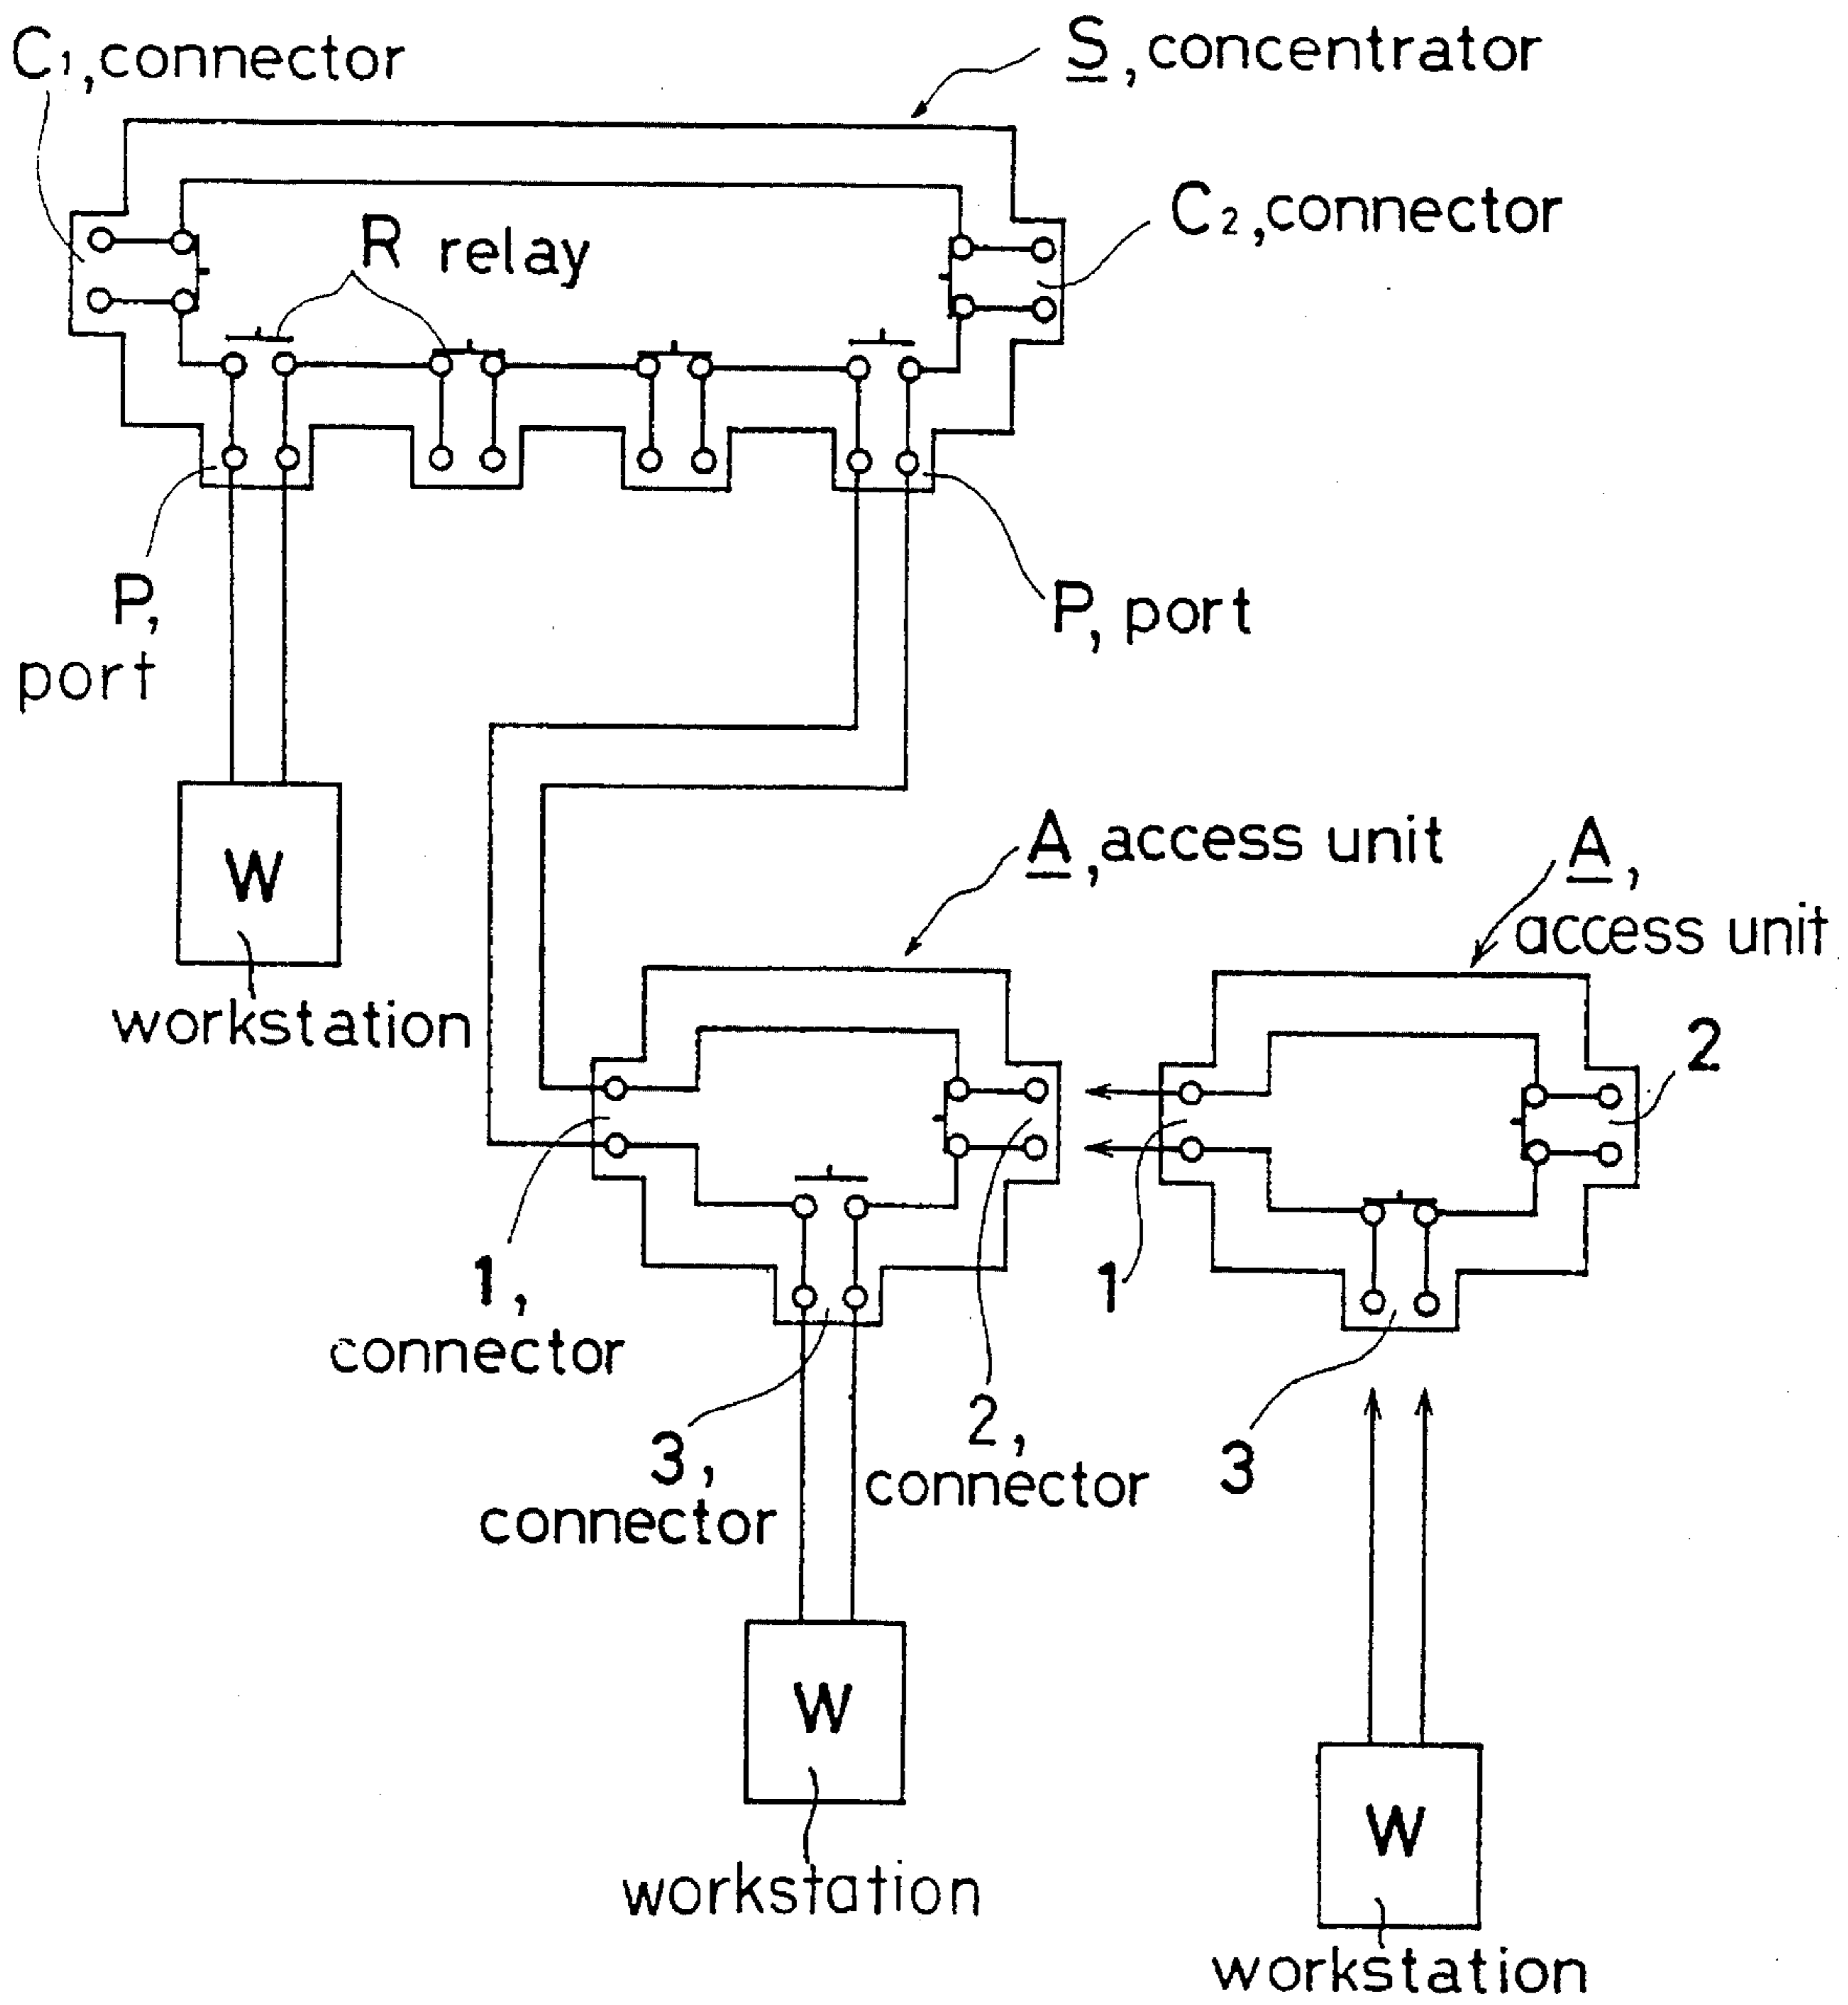 C1, connector
S, concentrator
C2, connector
R relay
P,
port
P, port
W
workstation
A, access unit
A,
access unit
2
1,
connector
1
3,
connector
2,
connector
3
W
workstation
W
workstation